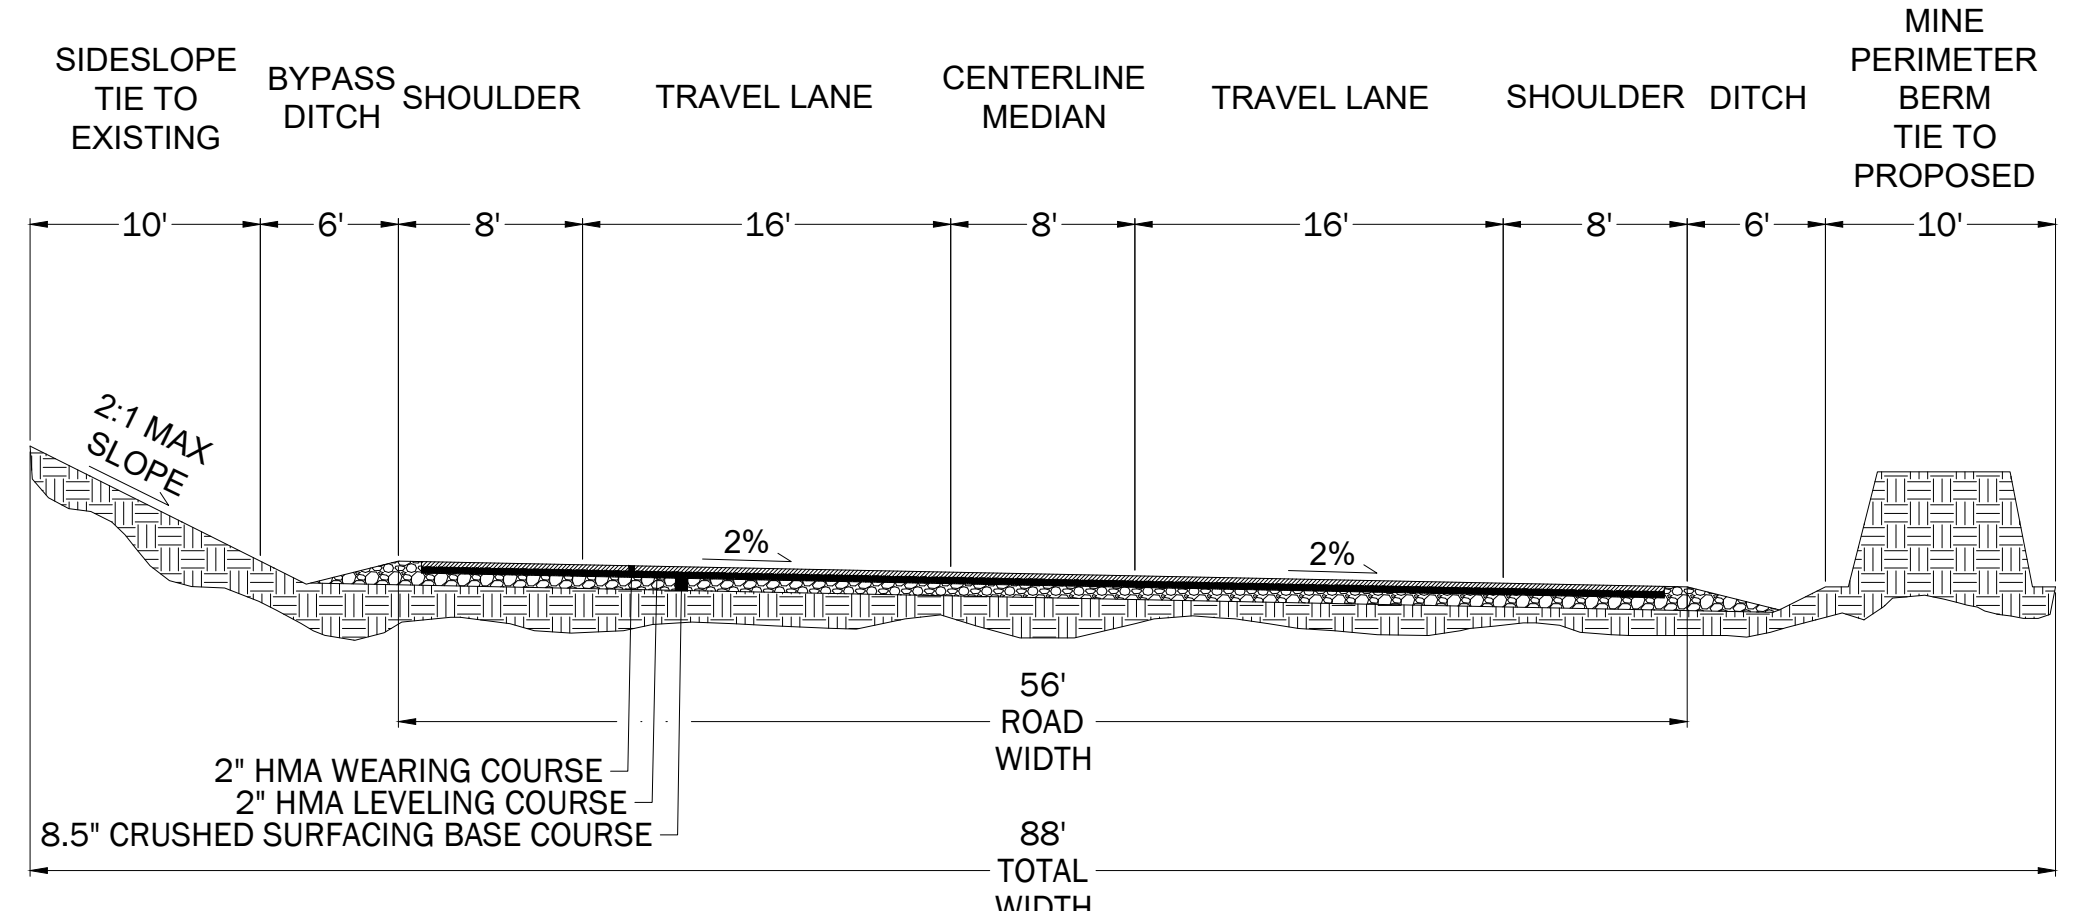 SIDESLOPE
TIE TO
EXISTING
BYPASS
DITCH
SHOULDER
TRAVEL LANE
CENTERLINE
MEDIAN
TRAVEL LANE
SHOULDER
DITCH
MINE
PERIMETER
BERM
TIE TO
PROPOSED
10'
6'
8'
16'
8'
16'
8'
6'
10'
2:1 MAX
SLOPE
2%
2%
56'
ROAD
WIDTH
2" HMA WEARING COURSE
2" HMA LEVELING COURSE
8.5" CRUSHED SURFACING BASE COURSE
88'
TOTAL
WIDTH